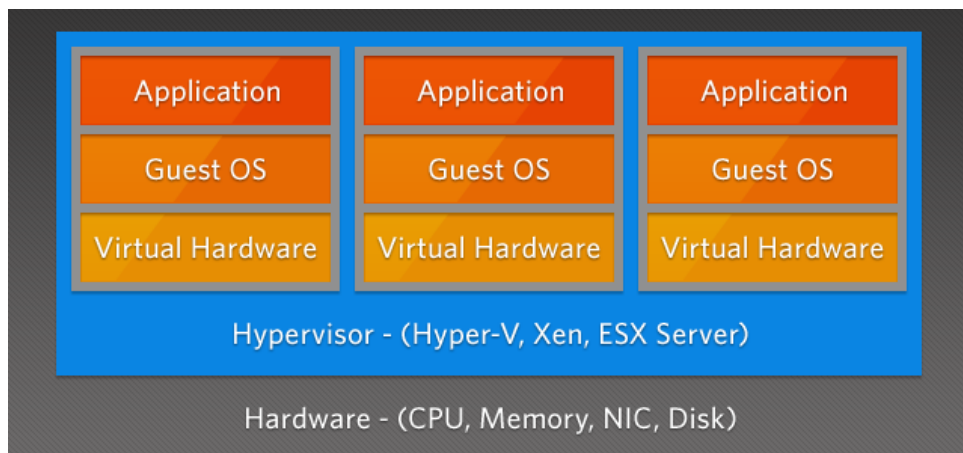 Application
Application
Application
Guest OS
Guest OS
Guest OS
Virtual Hardware
Virtual Hardware
Virtual Hardware
Hypervisor - (Hyper-V, Xen, ESX Server)
Hardware - (CPU, Memory, NIC, Disk)